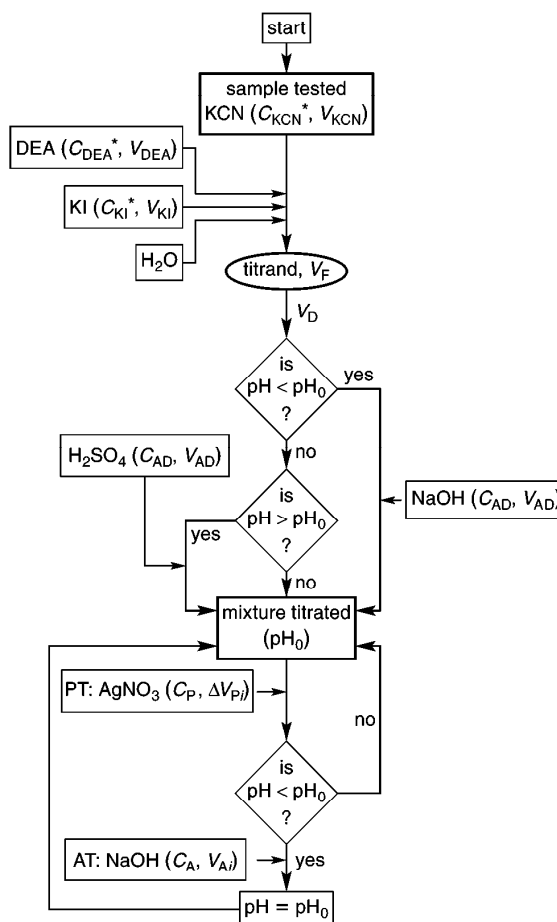 start
sample tested
KCN (C_KCN*, V_KCN)
DEA (C_DEA*, V_DEA)
KI (C_KI*, V_KI)
H₂O
titrand, V_F
V_D
is
pH < pH₀
?
yes
no
H₂SO₄ (C_AD, V_AD)
is
pH > pH₀
?
yes
NaOH (C_AD, V_AD)
no
mixture titrated
(pH₀)
PT: AgNO₃ (C_P, ΔV_Pi)
no
is
pH < pH₀
?
AT: NaOH (C_A, V_Ai)
yes
pH = pH₀